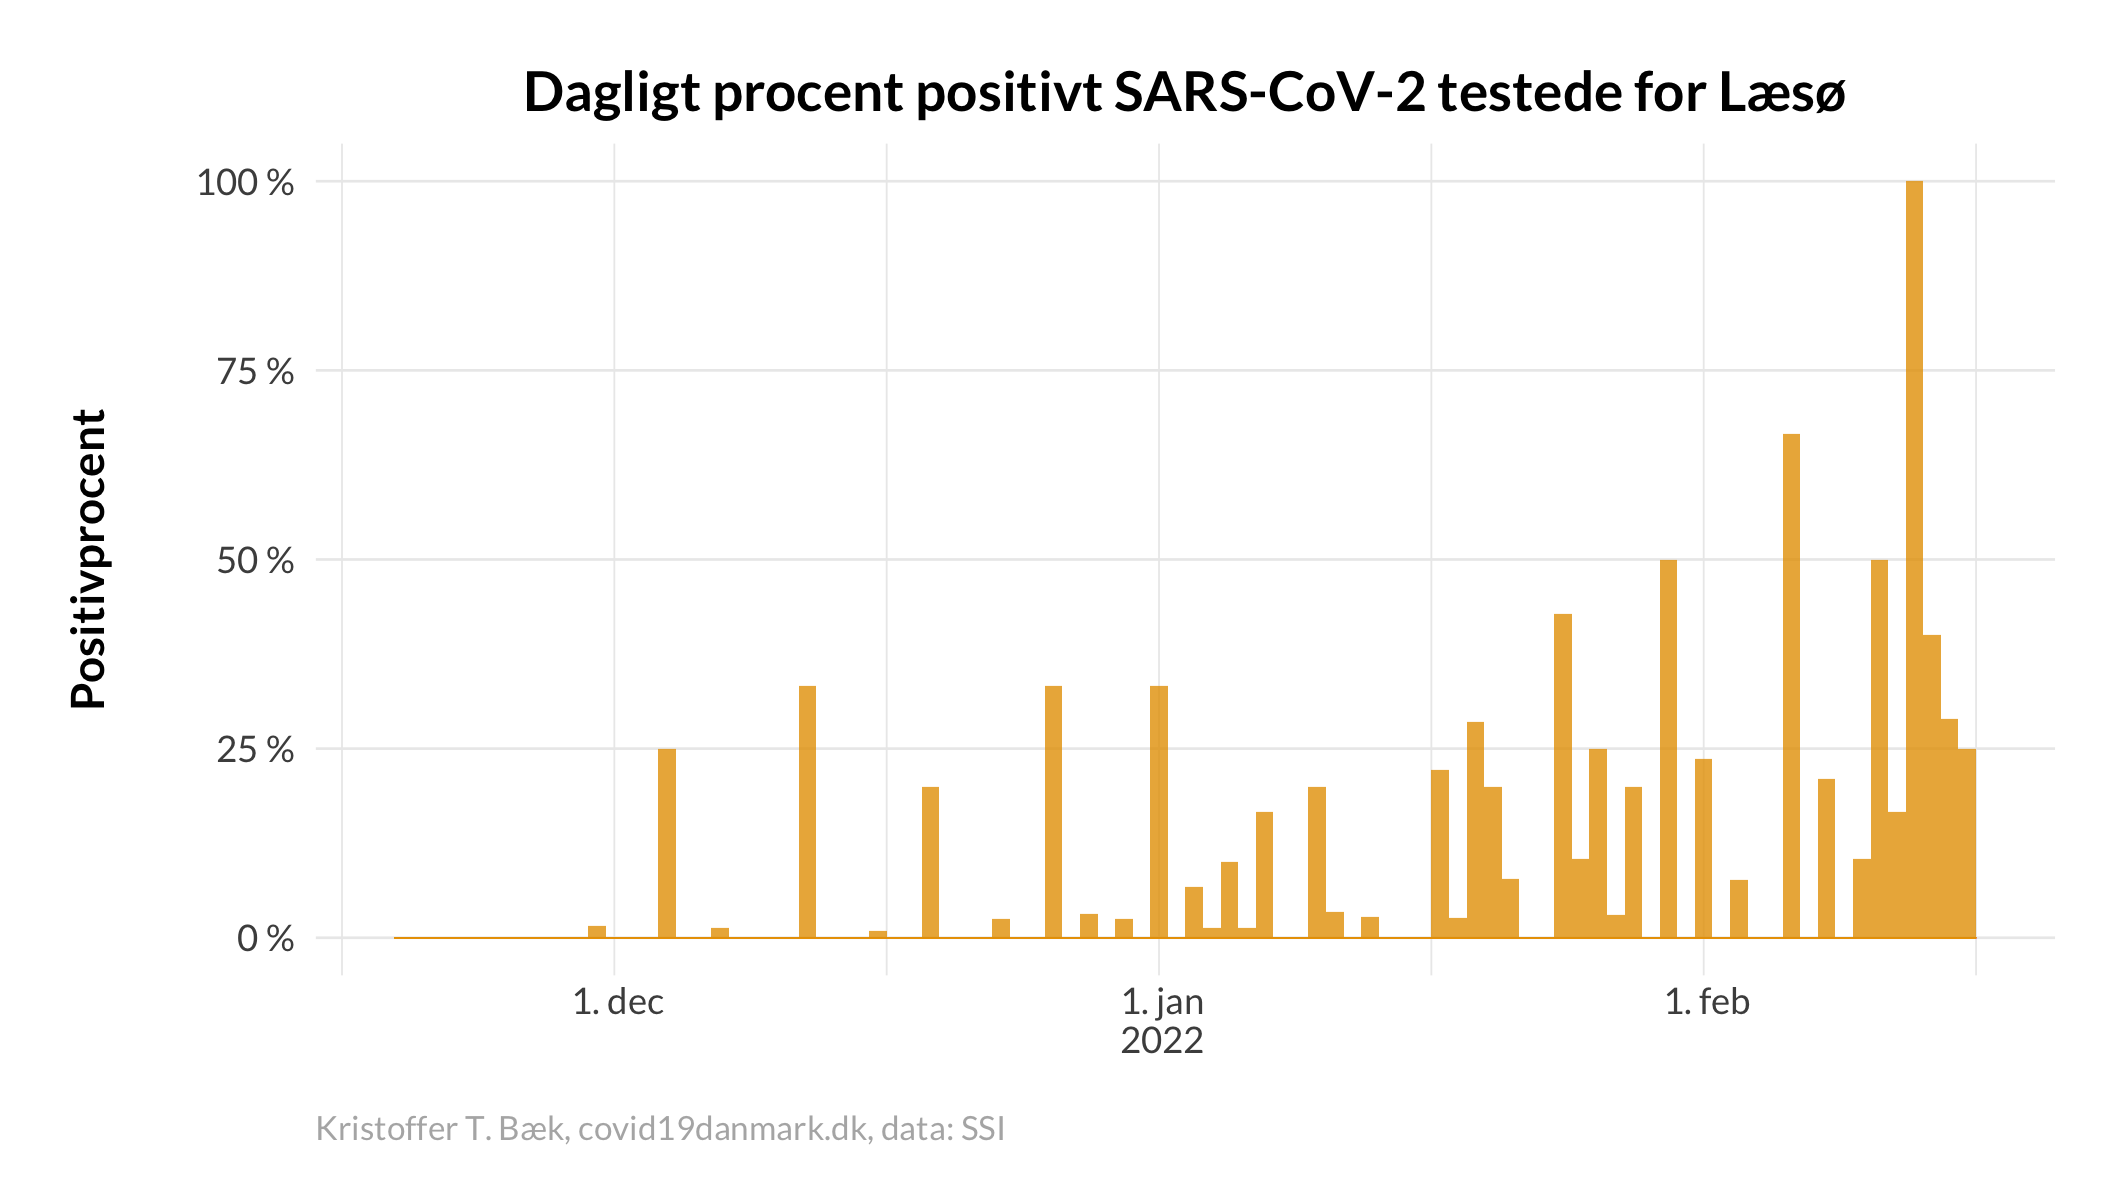 Dagligt procent positivt SARS-CoV-2 testede for Læsø
Positivprocent
100 %
75 %
50 %
25 %
0 %
1. dec
1. jan
2022
1. feb
Kristoffer T. Bæk, covid19danmark.dk, data: SSI